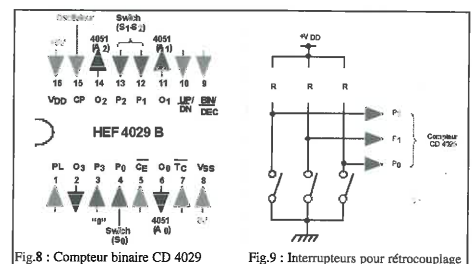 Switch
(S1-S2)
4051
(A 2)
4051
(A 1)
16 15 14 13 12 11 10 9
VDD CP O2 P2 P1 O1 UP/DN BIN/DEC
HEF 4029 B
PL O3 P3 P0 CE O0 TC VSS
1 2 3 4 5 6 7 8
"0"
Switch
(S0)
4051
(A 0)
Fig.8 : Compteur binaire CD 4029
+V DD
R R R
P1
P0
Compteur
CD 4029
Fig.9 : Interrupteurs pour rétrocouplage